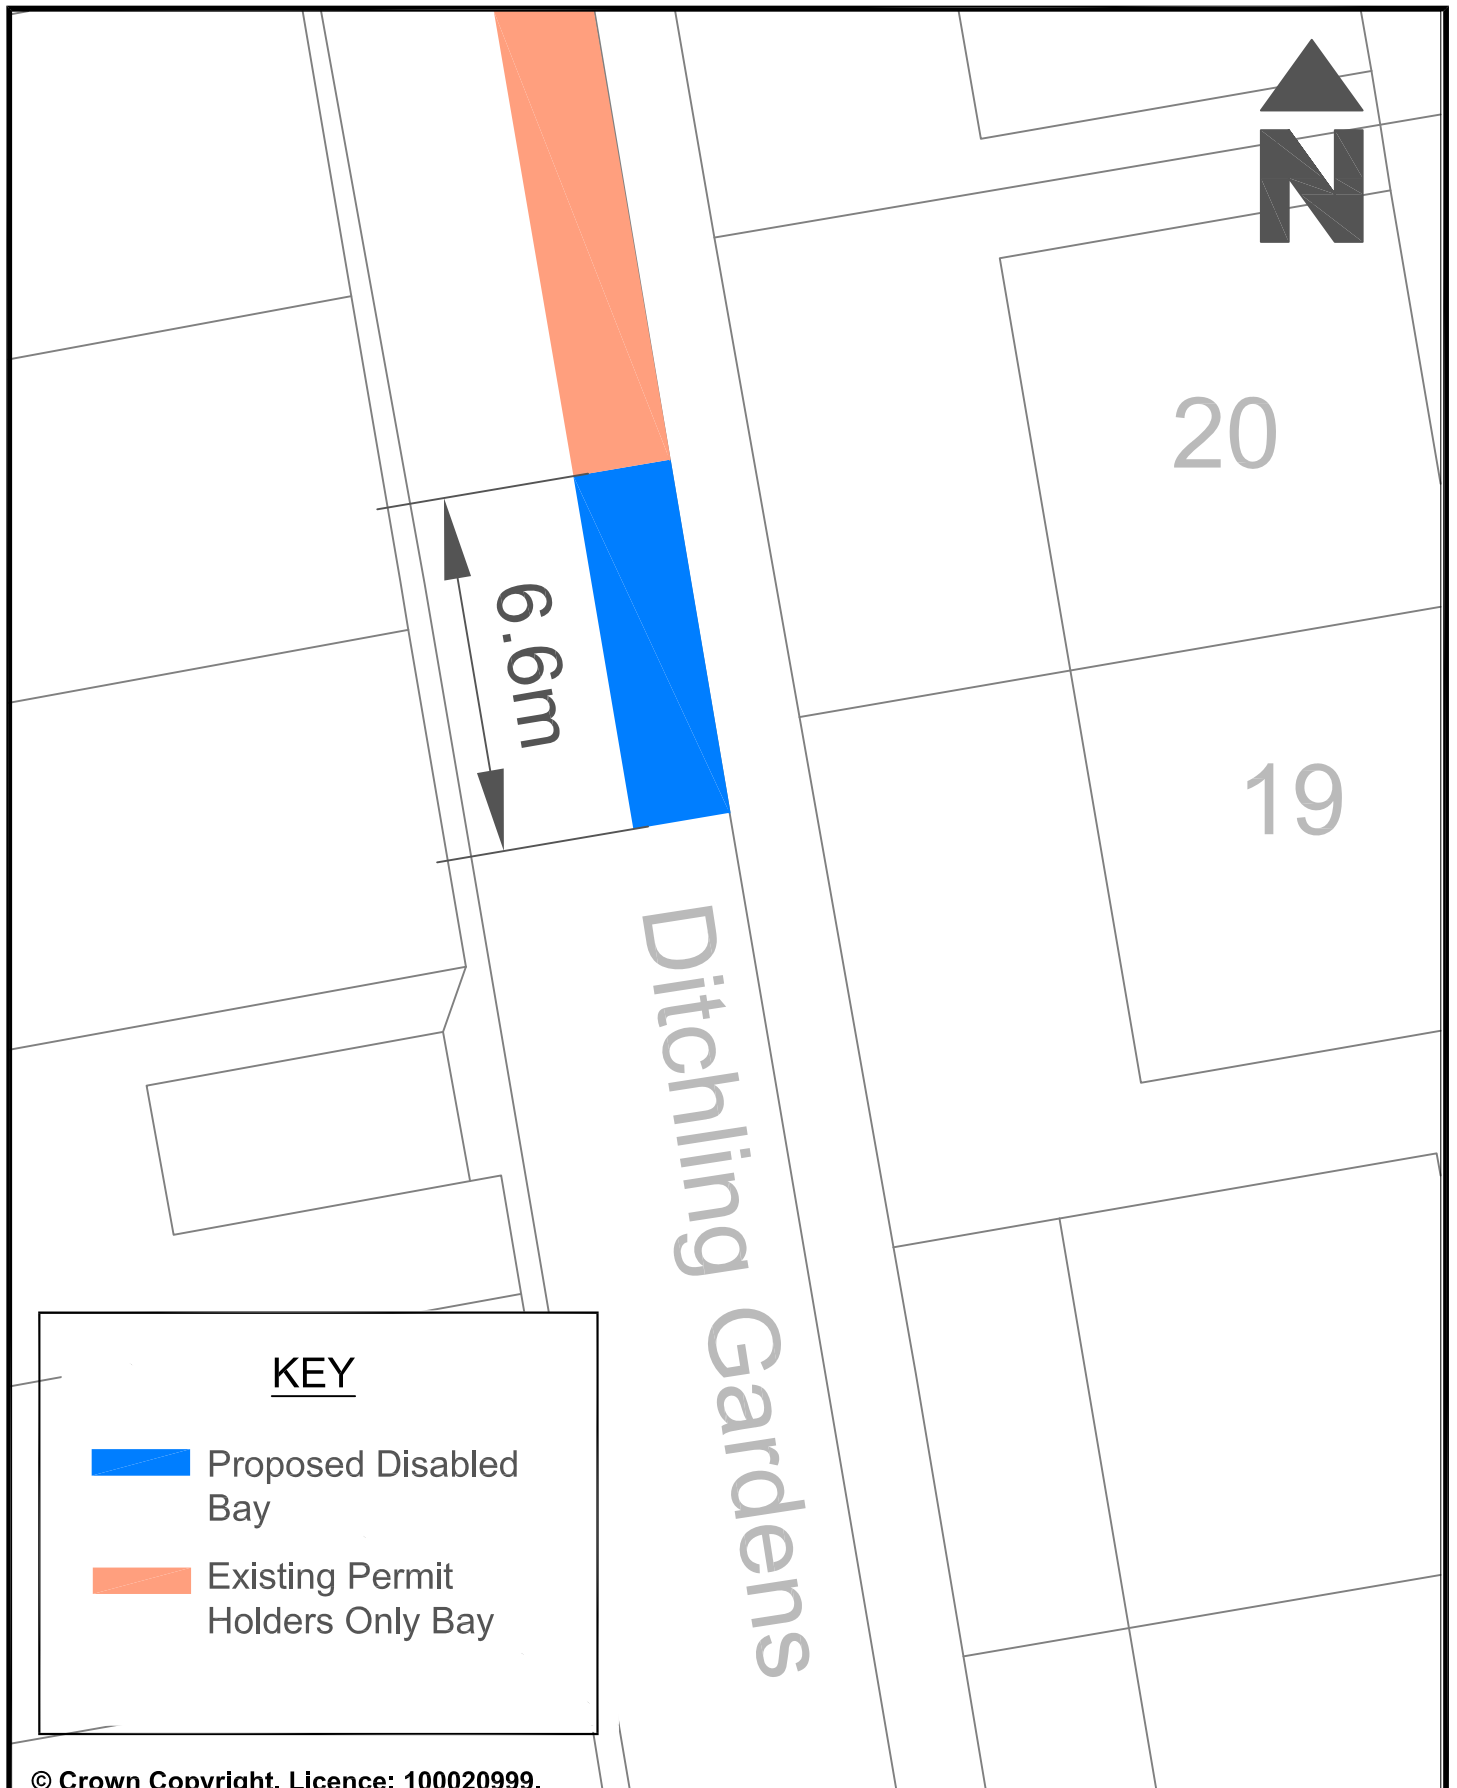 N
20
19
6.6m
Ditchling Gardens
KEY
Proposed Disabled
Bay
Existing Permit
Holders Only Bay
© Crown Copyright. Licence: 100020999.